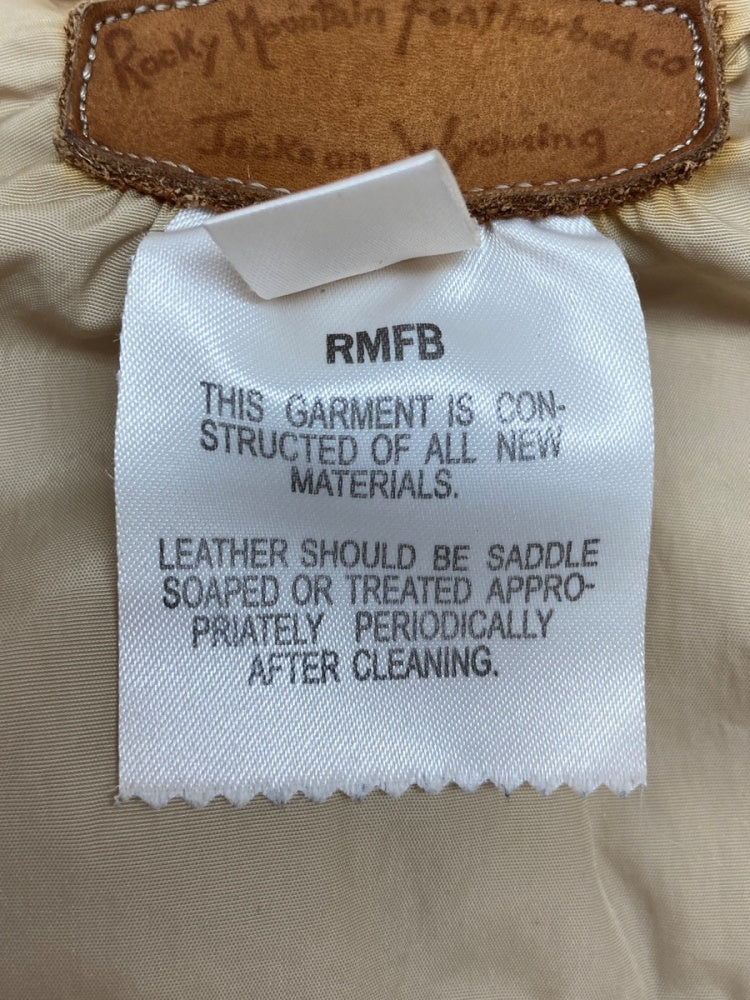 Rocky Mountain Featherbed co
Jackson Wyoming
RMFB
THIS GARMENT IS CON-
STRUCTED OF ALL NEW
MATERIALS.
LEATHER SHOULD BE SADDLE
SOAPED OR TREATED APPRO-
PRIATELY PERIODICALLY
AFTER CLEANING.